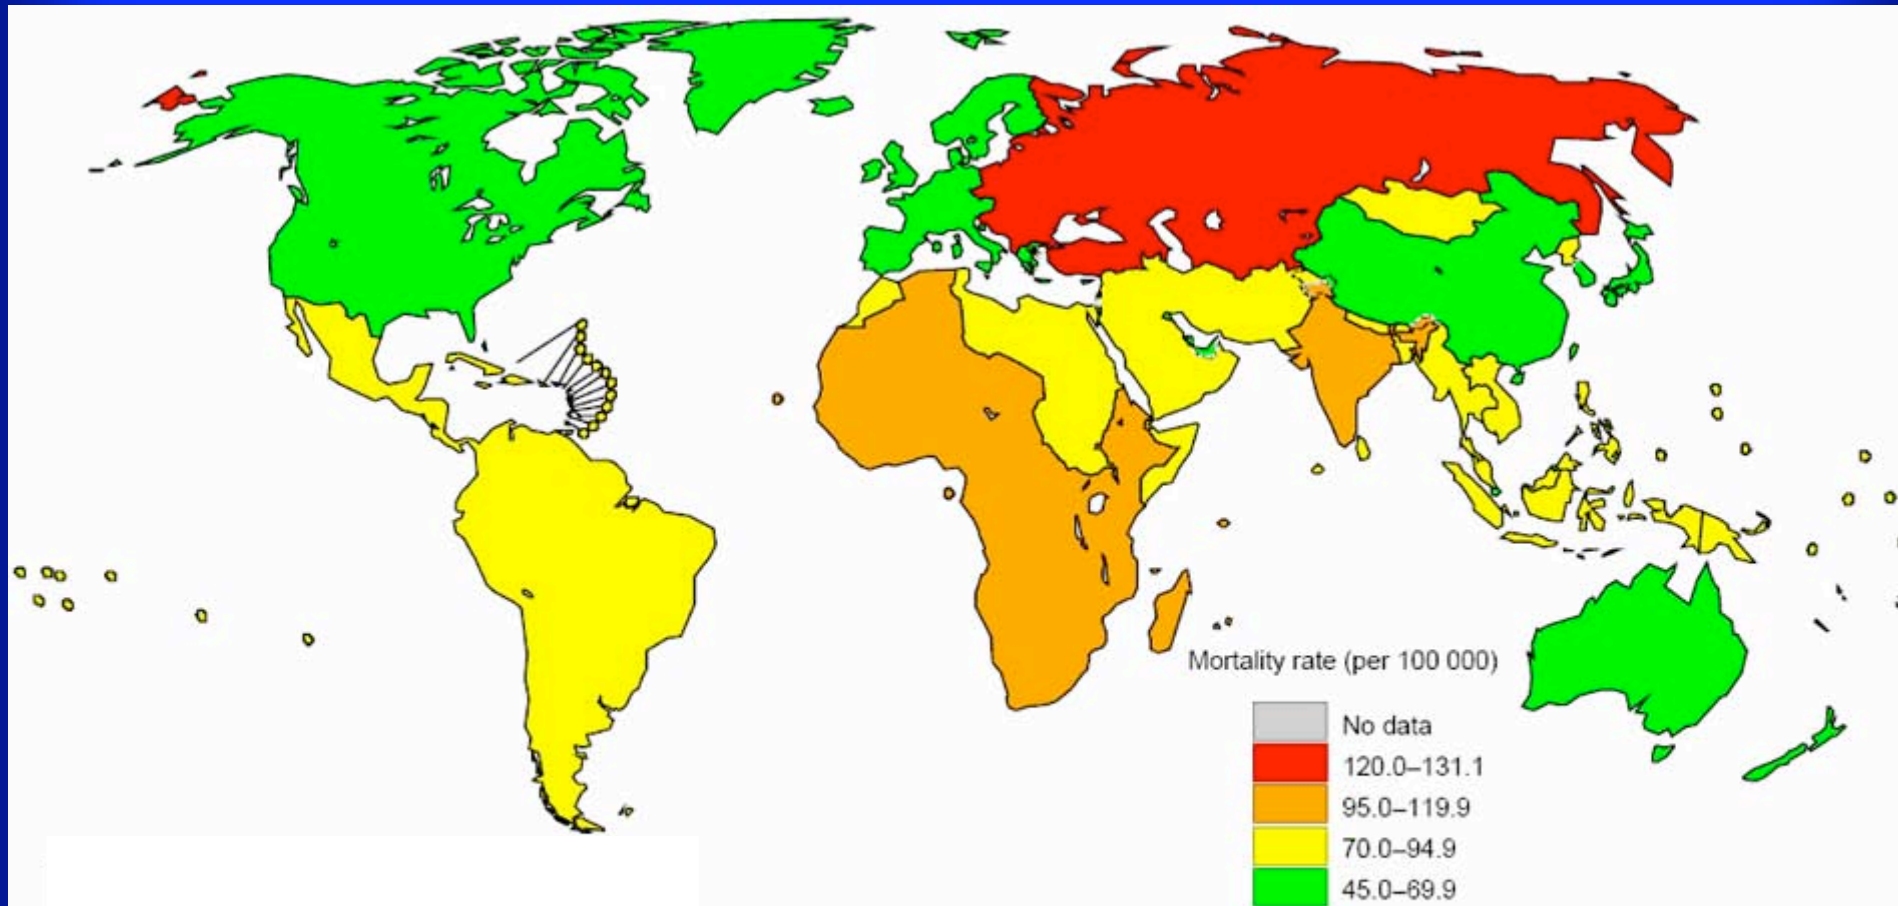 Mortality rate (per 100 000)
No data
120.0–131.1
95.0–119.9
70.0–94.9
45.0–69.9